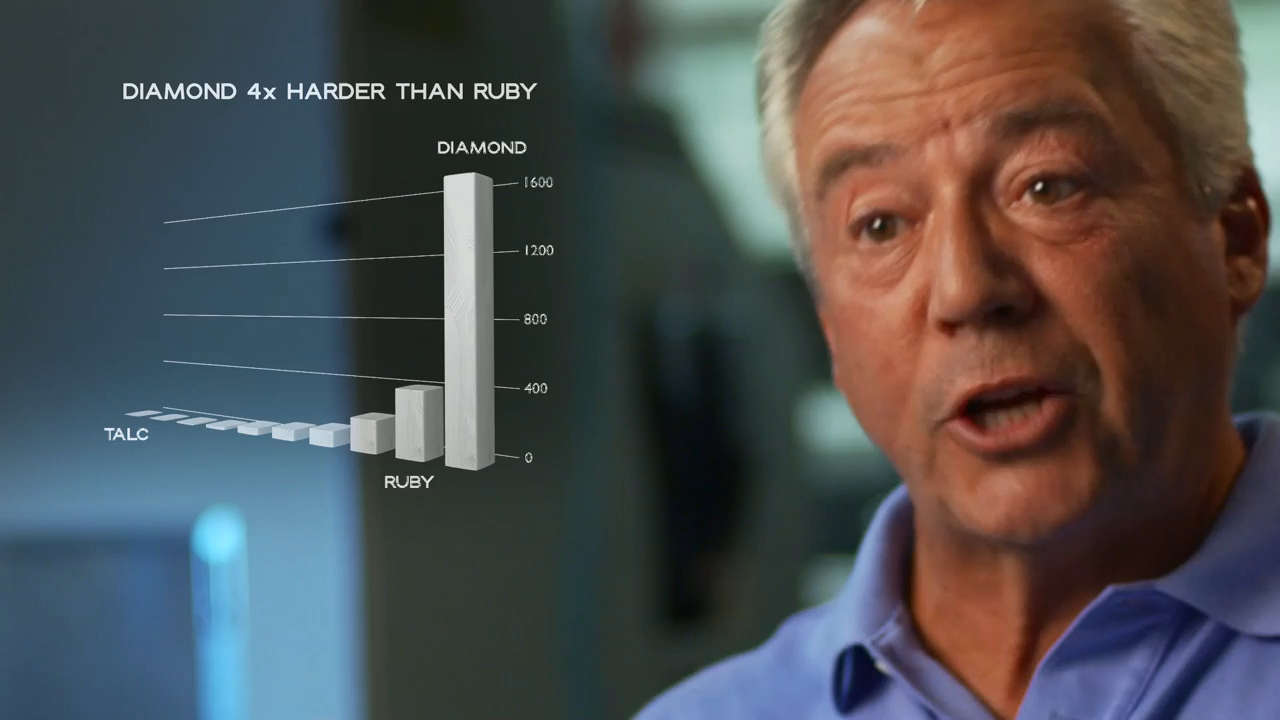 DIAMOND 4x HARDER THAN RUBY
DIAMOND
1600
1200
800
400
0
TALC
RUBY